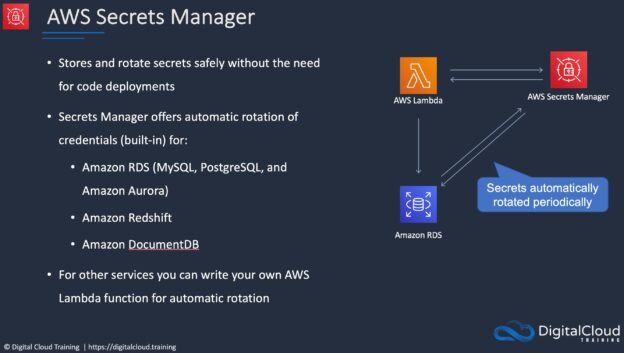 AWS Secrets Manager
• Stores and rotate secrets safely without the need
for code deployments
• Secrets Manager offers automatic rotation of
credentials (built-in) for:
• Amazon RDS (MySQL, PostgreSQL, and
Amazon Aurora)
• Amazon Redshift
• Amazon DocumentDB
• For other services you can write your own AWS
Lambda function for automatic rotation
AWS Lambda
AWS Secrets Manager
Secrets automatically
rotated periodically
Amazon RDS
© Digital Cloud Training | https://digitalcloud.training
DigitalCloud
TRAINING